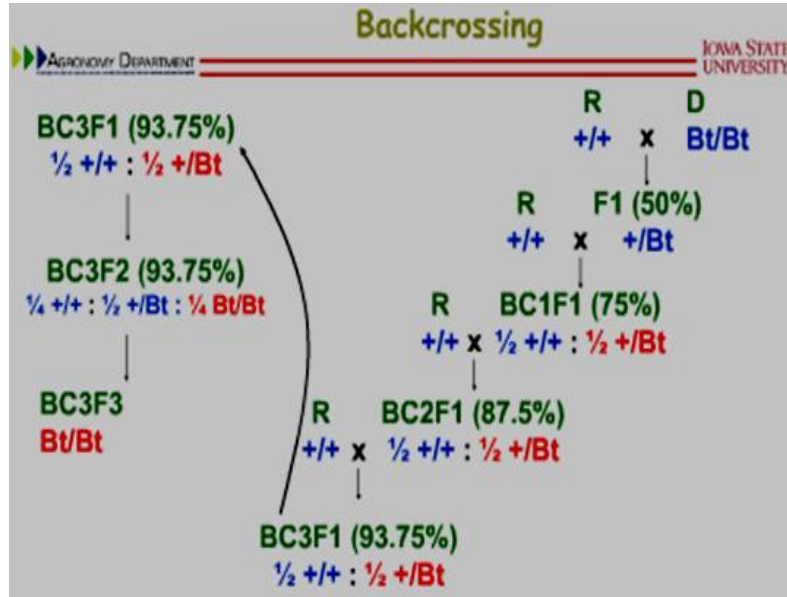 Backcrossing
AGRONOMY DEPARTMENT
IOWA STATE
UNIVERSITY
R D
+/+ x Bt/Bt
R F1 (50%)
+/+ x +/Bt
R BC1F1 (75%)
+/+ x ½ +/+ : ½ +/Bt
R BC2F1 (87.5%)
+/+ x ½ +/+ : ½ +/Bt
BC3F1 (93.75%)
½ +/+ : ½ +/Bt
BC3F1 (93.75%)
½ +/+ : ½ +/Bt
BC3F2 (93.75%)
¼ +/+ : ½ +/Bt : ¼ Bt/Bt
BC3F3
Bt/Bt